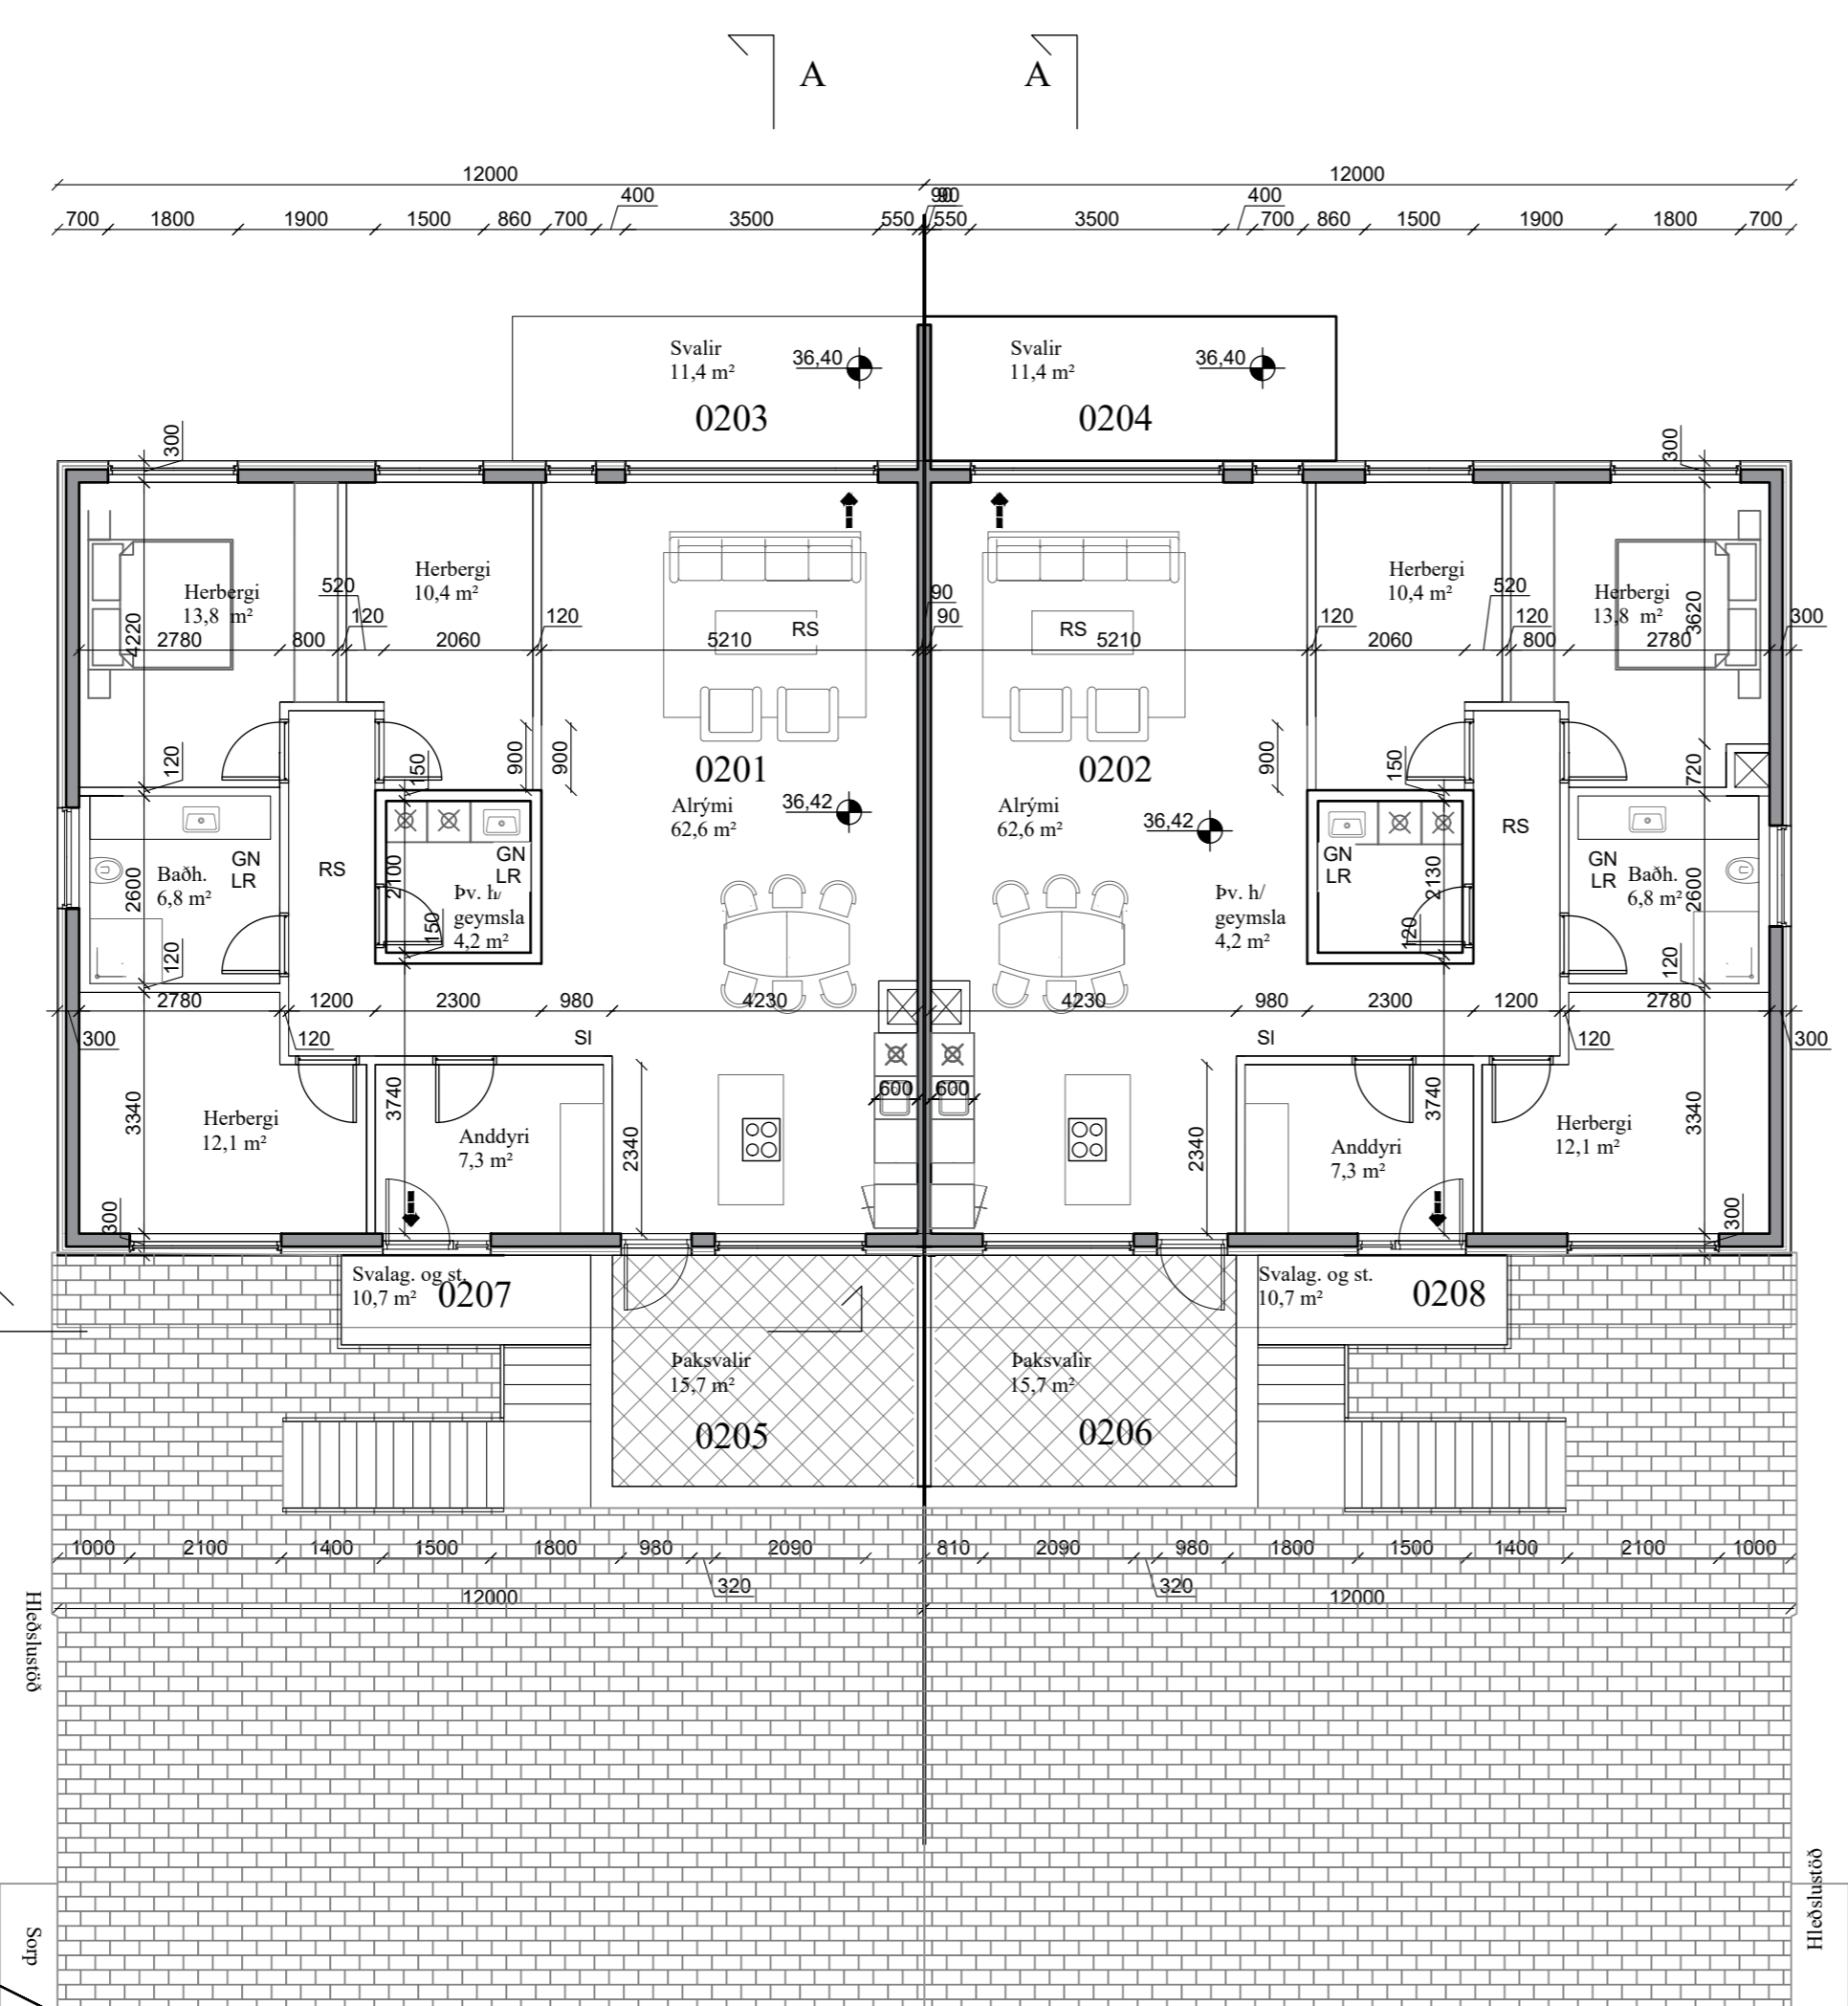 A A
12000 12000
400 90 90 400
700 1800 1900 1500 860 700 3500 550 550 3500 700 860 1500 1900 1800 700
Svalir
11,4 m²
36,40
0203
Svalir
11,4 m²
36,40
0204
300 300
Herbergi
13,8 m²
Herbergi
10,4 m²
Herbergi
10,4 m²
Herbergi
13,8 m²
520 90 520
120 120 90 120 120 300
RS RS
4220 3620
2780 800 2060 5210 5210 2060 800 2780
120 150 900 900 900 150 720
0201 0202
Alrými
62,6 m²
36,42
Alrými
62,6 m²
36,42
RS RS
GN
LR
GN
LR
GN
LR
GN
LR
Baðh.
6,8 m²
Baðh.
6,8 m²
2600 2100 2130 2600
Þv. h/
geymsla
4,2 m²
Þv. h/
geymsla
4,2 m²
120 150 120 120
2780 1200 2300 980 4230 4230 980 2300 1200 2780
300 120 SI SI 120 300
600 600
3340 3740 2340 2340 3740 3340
Herbergi
12,1 m²
Anddyri
7,3 m²
Anddyri
7,3 m²
Herbergi
12,1 m²
300 300
Svalag. og st.
10,7 m²
0207
Svalag. og st.
10,7 m²
0208
Þaksvalir
15,7 m²
0205
Þaksvalir
15,7 m²
0206
1000 2100 1400 1500 1800 980 2090 810 2090 980 1800 1500 1400 2100 1000
320 320
12000 12000
Hleðslustöð
Hleðslustöð
Sorp